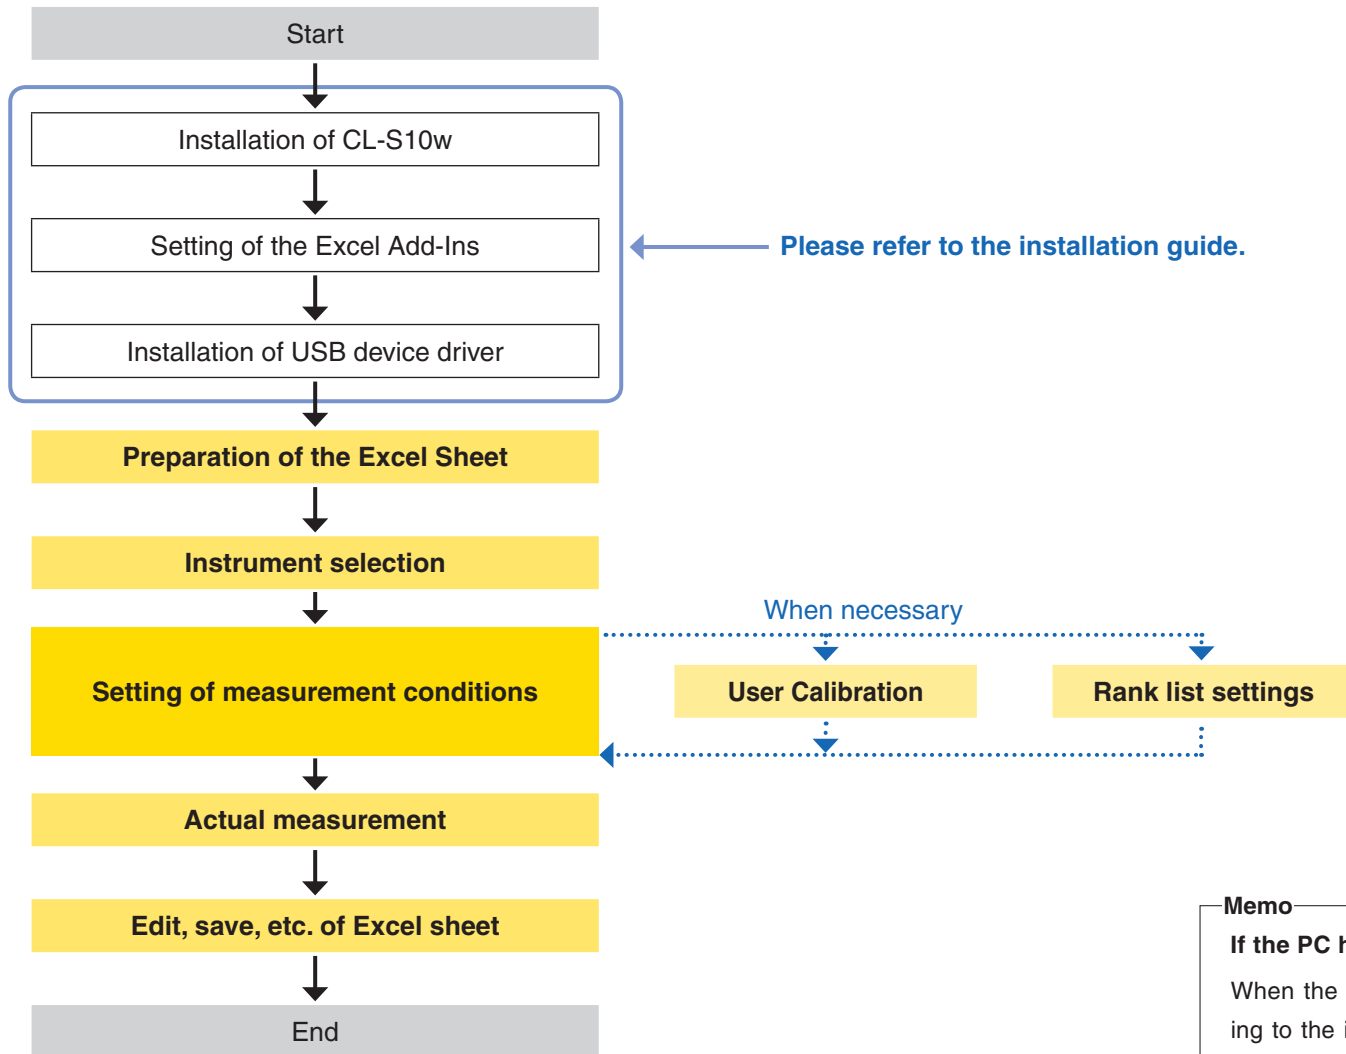 Start
Installation of CL-S10w
Setting of the Excel Add-Ins
Please refer to the installation guide.
Installation of USB device driver
Preparation of the Excel Sheet
Instrument selection
When necessary
Setting of measurement conditions
User Calibration
Rank list settings
Actual measurement
Edit, save, etc. of Excel sheet
Memo
If the PC
When the
ing to the
End